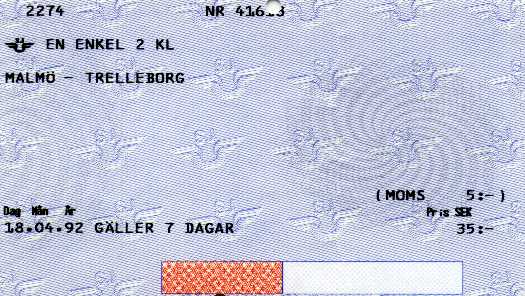 2274 NR
EN ENKEL 2 KL
MALMÖ - TRELLEBORG
(MOMS 5:-)
Dag Mån År Pris SEK
18.04.92 GÄLLER 7 DAGAR 35:-